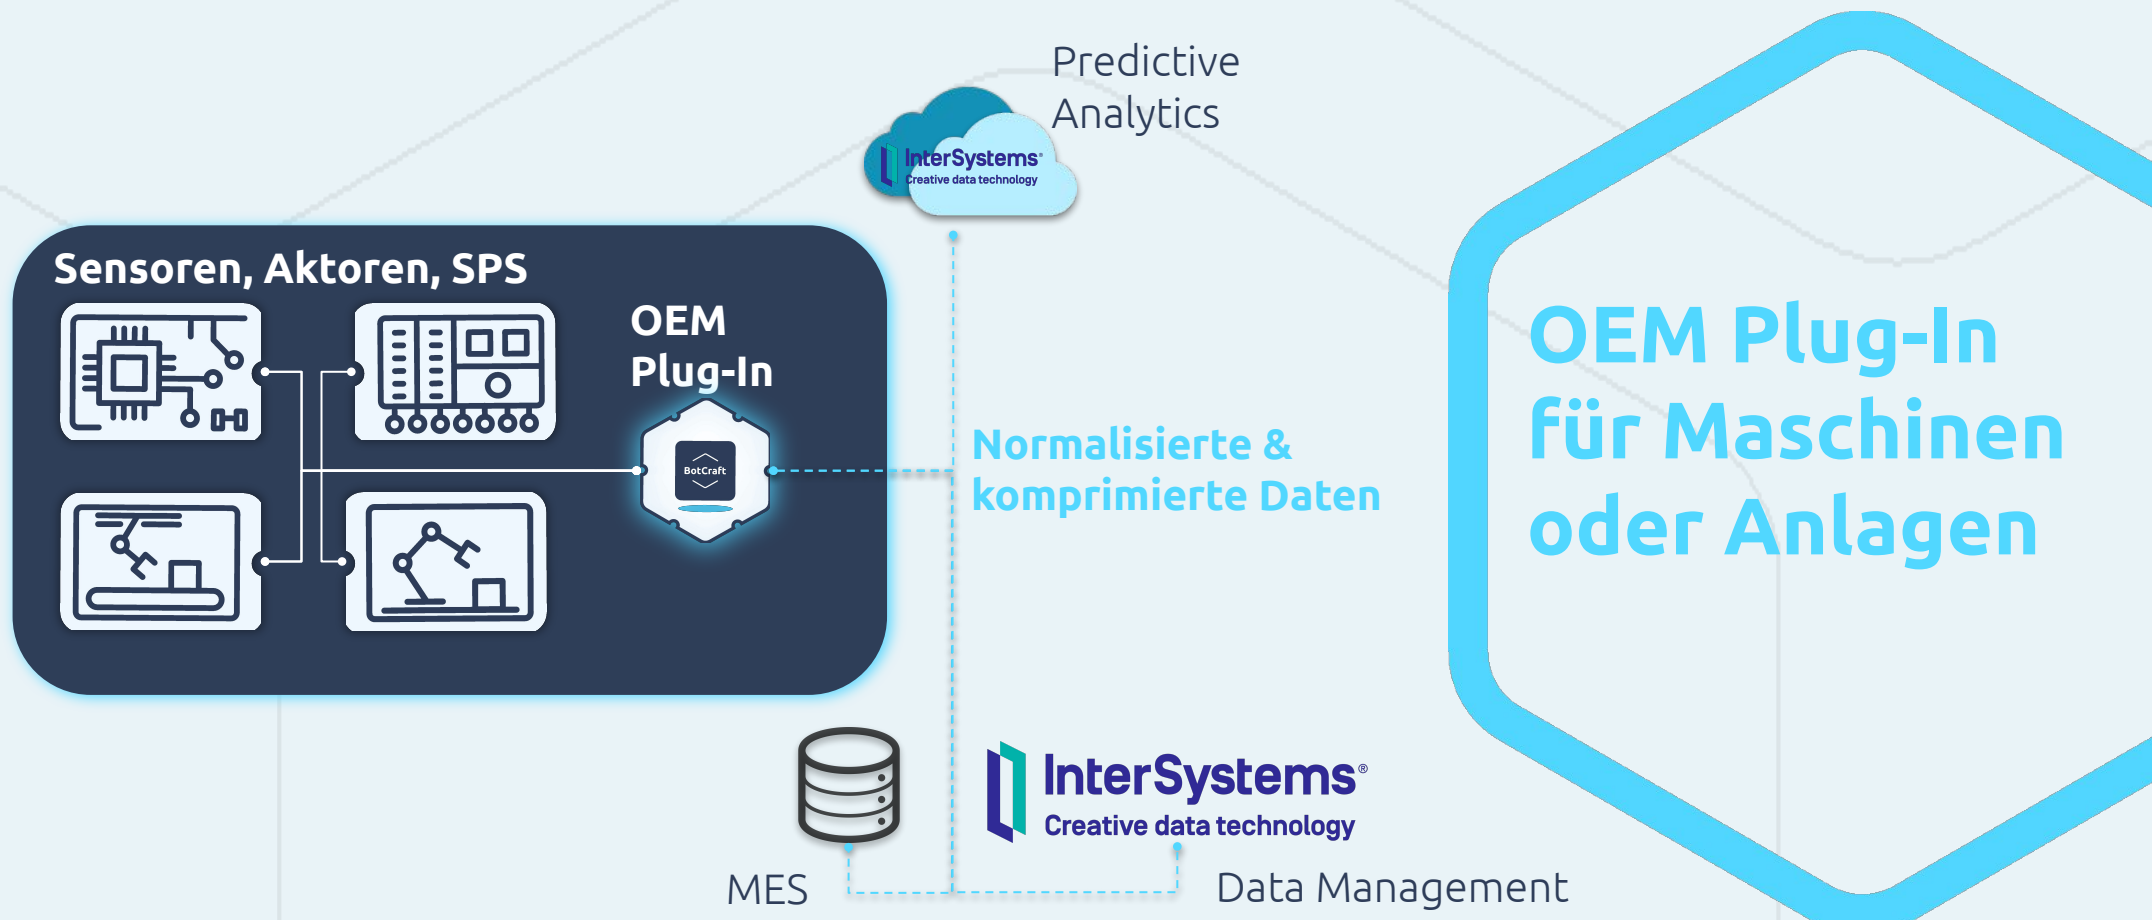 Predictive
Analytics
InterSystems®
Creative data technology
Sensoren, Aktoren, SPS
OEM
Plug-In
BotCraft
Normalisierte &
komprimierte Daten
OEM Plug-In
für Maschinen
oder Anlagen
InterSystems®
Creative data technology
MES
Data Management